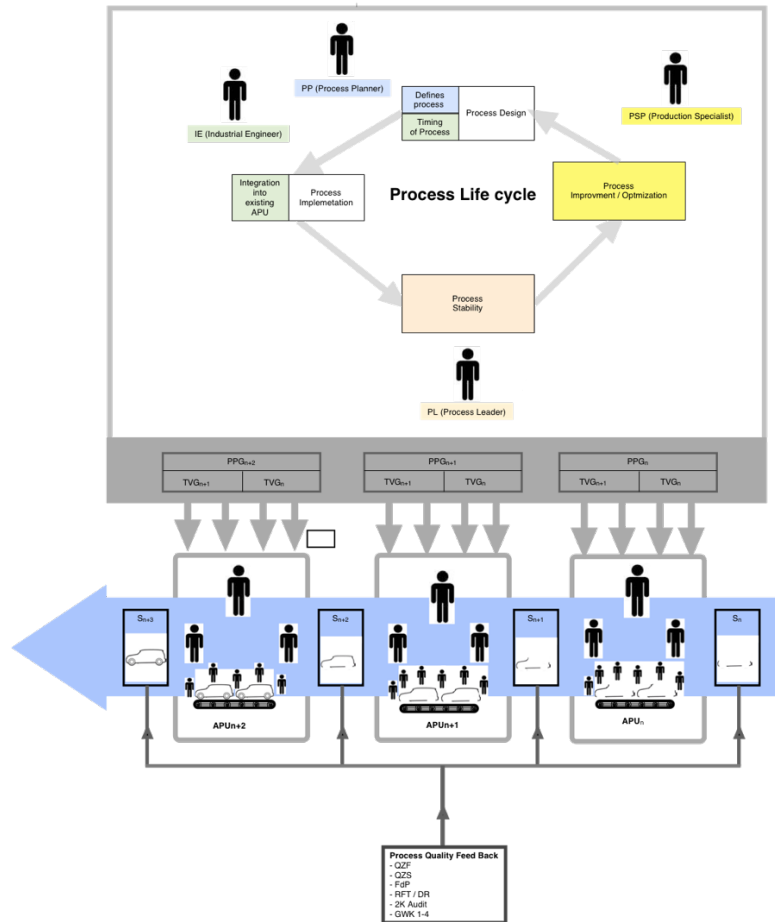 PP (Process Planner)
IE (Industrial Engineer)
PSP (Production Specialist)
Defines
process
Timing
of Process
Process Design
Integration
into
existing
APU
Process
Implemetation
Process Life cycle
Process
Improvment / Optmization
Process
Stability
PL (Process Leader)
PPGn+2
TVGn+1
TVGn
PPGn+1
TVGn+1
TVGn
PPGn
TVGn+1
TVGn
Sn+3
Sn+2
Sn+1
Sn
APUn+2
APUn+1
APUn
Process Quality Feed Back
- QZF
- QZS
- FdP
- RFT / DR
- 2K Audit
- GWK 1-4